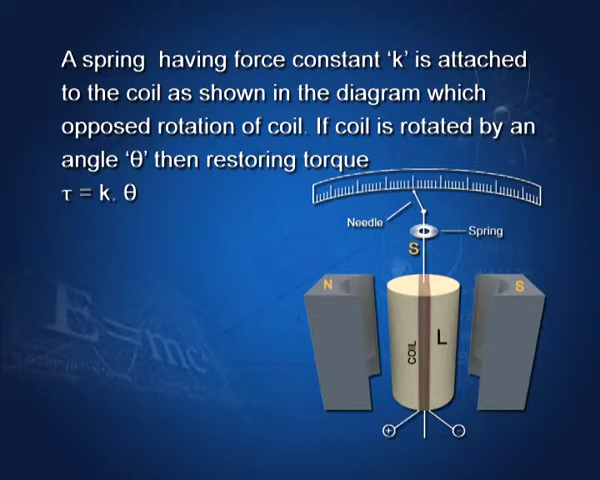 A spring having force constant ‘k’ is attached
to the coil as shown in the diagram which
opposed rotation of coil. If coil is rotated by an
angle ‘θ’ then restoring torque
τ = k. θ
Needle
Spring
S
N
S
COIL
L
+
-
E=mc